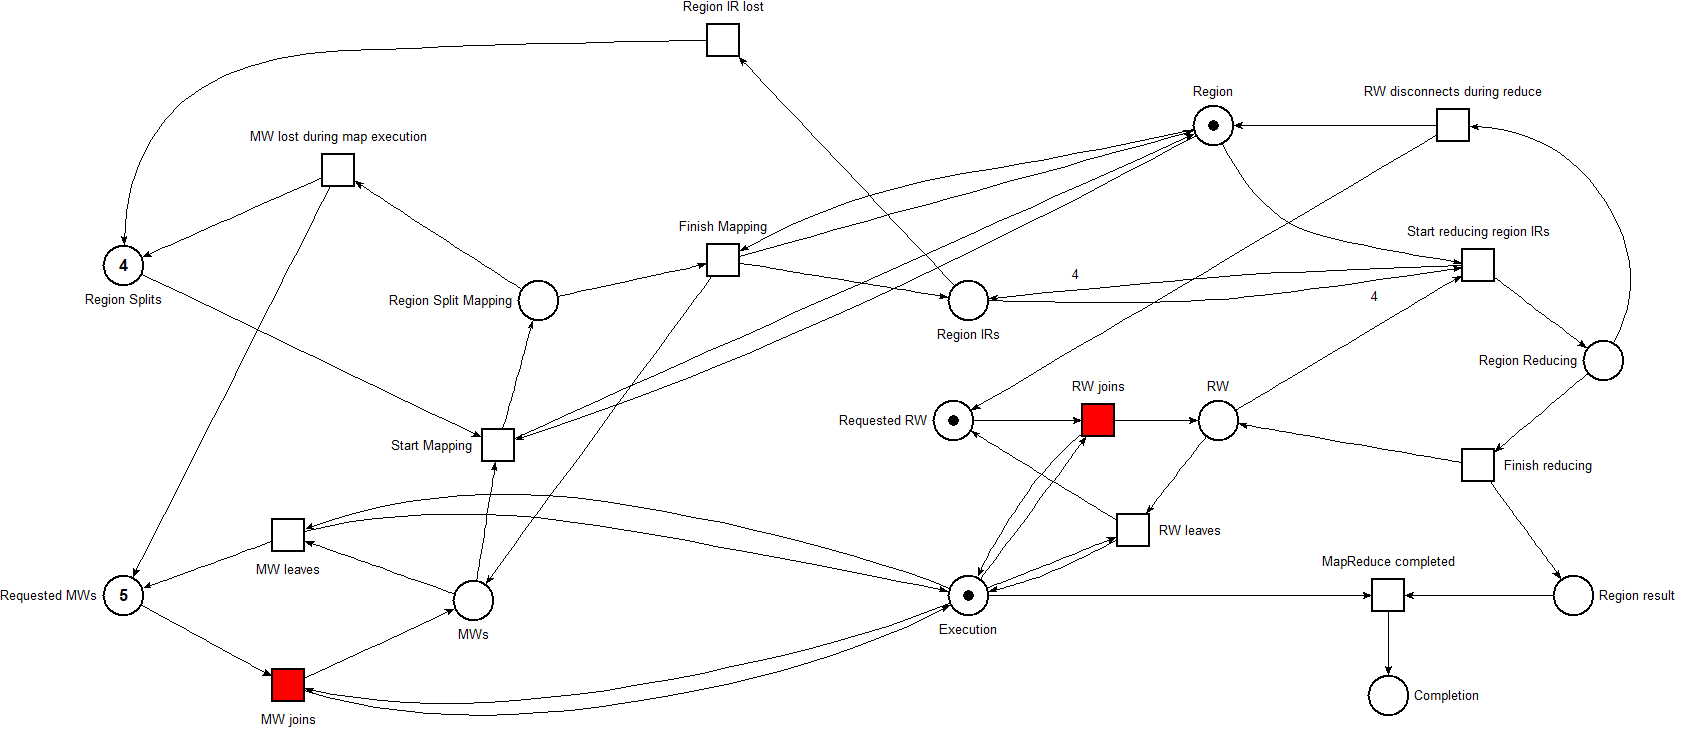 Region IR lost
Region
RW disconnects during reduce
MW lost during map execution
Finish Mapping
Start reducing region IRs
4
Region Splits
Region Split Mapping
4
4
Region IRs
Region Reducing
RW joins
RW
Requested RW
Start Mapping
Finish reducing
RW leaves
MW leaves
MapReduce completed
Requested MWs
5
Region result
MWs
Execution
Completion
MW joins